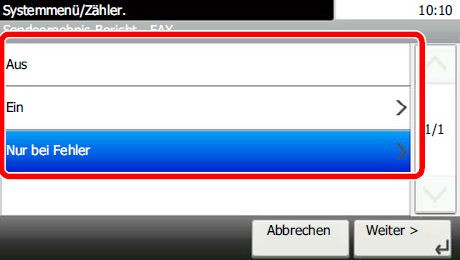 Systemmenü/Zähler.
10:10
Sendeergebnis Bericht - FAX
Aus
Ein
1/1
Nur bei Fehler
Abbrechen
Weiter >